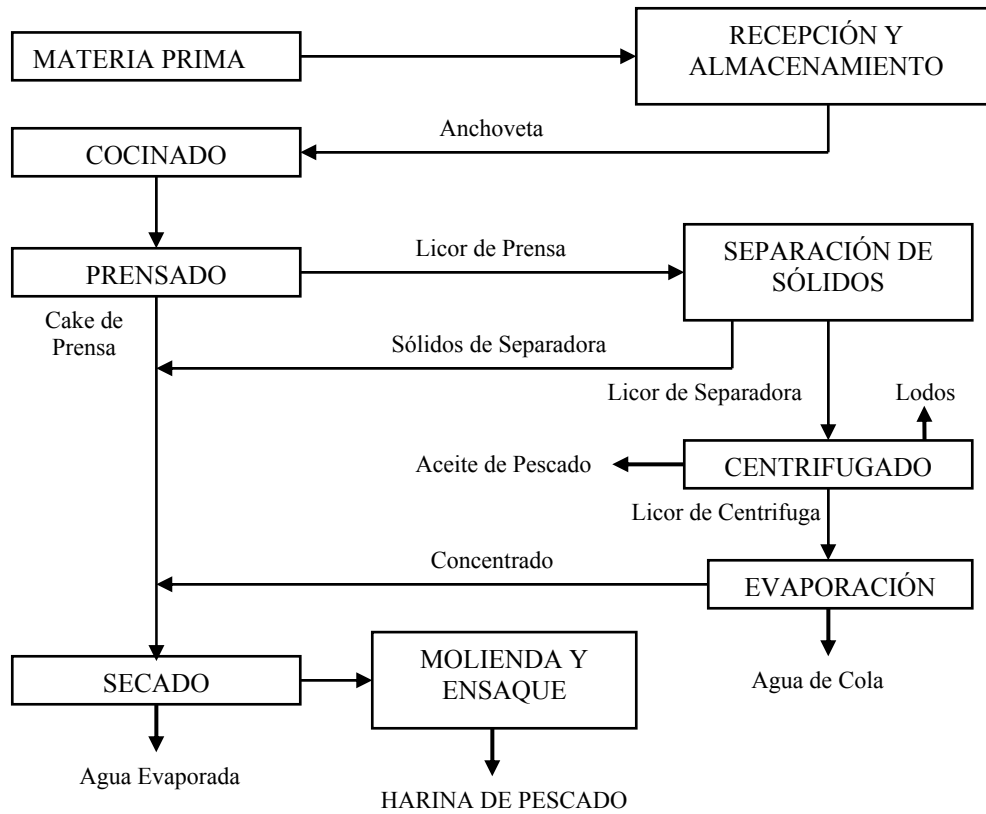 MATERIA PRIMA
RECEPCIÓN Y
ALMACENAMIENTO
Anchoveta
COCINADO
PRENSADO
Licor de Prensa
SEPARACIÓN DE
SÓLIDOS
Cake de
Prensa
Sólidos de Separadora
Licor de Separadora
Lodos
Aceite de Pescado
CENTRIFUGADO
Licor de Centrifuga
Concentrado
EVAPORACIÓN
SECADO
MOLIENDA Y
ENSAQUE
Agua de Cola
Agua Evaporada
HARINA DE PESCADO